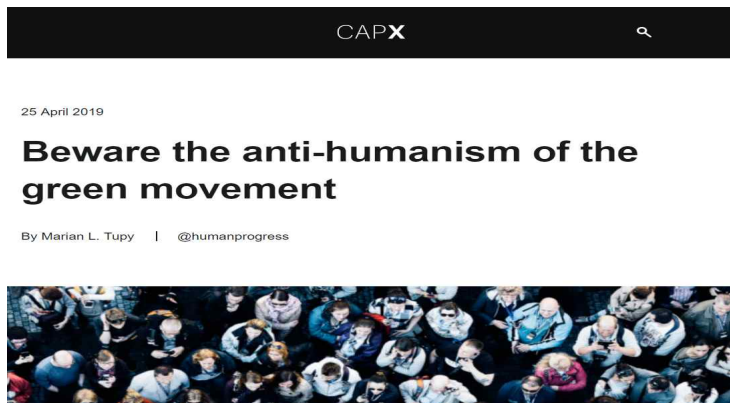 CAPX
25 April 2019
Beware the anti-humanism of the
green movement
By Marian L. Tupy | @humanprogress